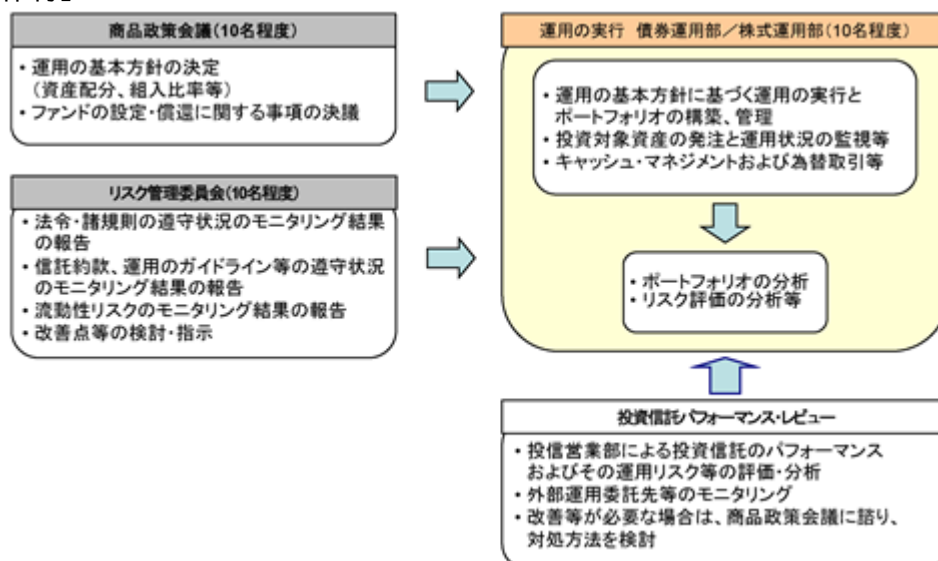 商品政策会議(10名程度)
・運用の基本方針の決定
(資産配分、組入比率等)
・ファンドの設定・償還に関する事項の決議
リスク管理委員会(10名程度)
・法令・諸規則の遵守状況のモニタリング結果
の報告
・信託約款、運用のガイドライン等の遵守状況
のモニタリング結果の報告
・流動性リスクのモニタリング結果の報告
・改善点等の検討・指示
運用の実行 債券運用部/株式運用部(10名程度)
・運用の基本方針に基づく運用の実行と
ポートフォリオの構築、管理
・投資対象資産の発注と運用状況の監視等
・キャッシュ・マネジメントおよび為替取引等
・ポートフォリオの分析
・リスク評価の分析等
投資信託パフォーマンス・レビュー
・投信営業部による投資信託のパフォーマンス
およびその運用リスク等の評価・分析
・外部運用委託先等のモニタリング
・改善等が必要な場合は、商品政策会議に諮り、
対処方法を検討